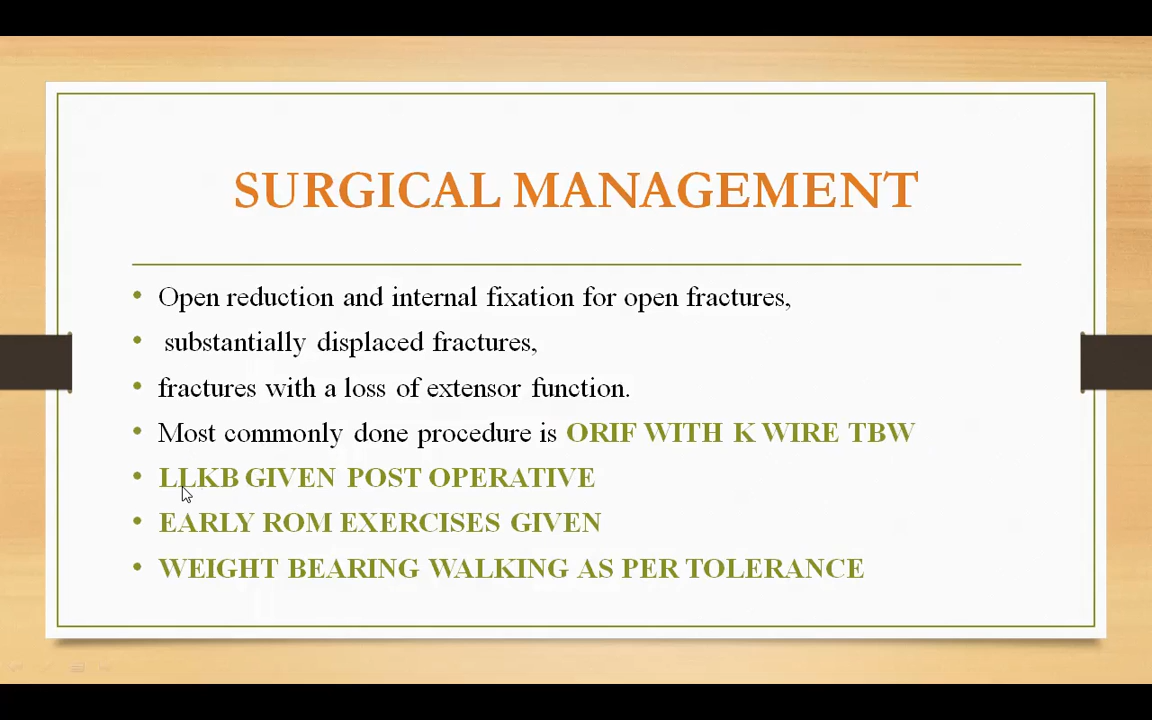 SURGICAL MANAGEMENT
• Open reduction and internal fixation for open fractures,
• substantially displaced fractures,
• fractures with a loss of extensor function.
• Most commonly done procedure is ORIF WITH K WIRE TBW
• LLKB GIVEN POST OPERATIVE
• EARLY ROM EXERCISES GIVEN
• WEIGHT BEARING WALKING AS PER TOLERANCE